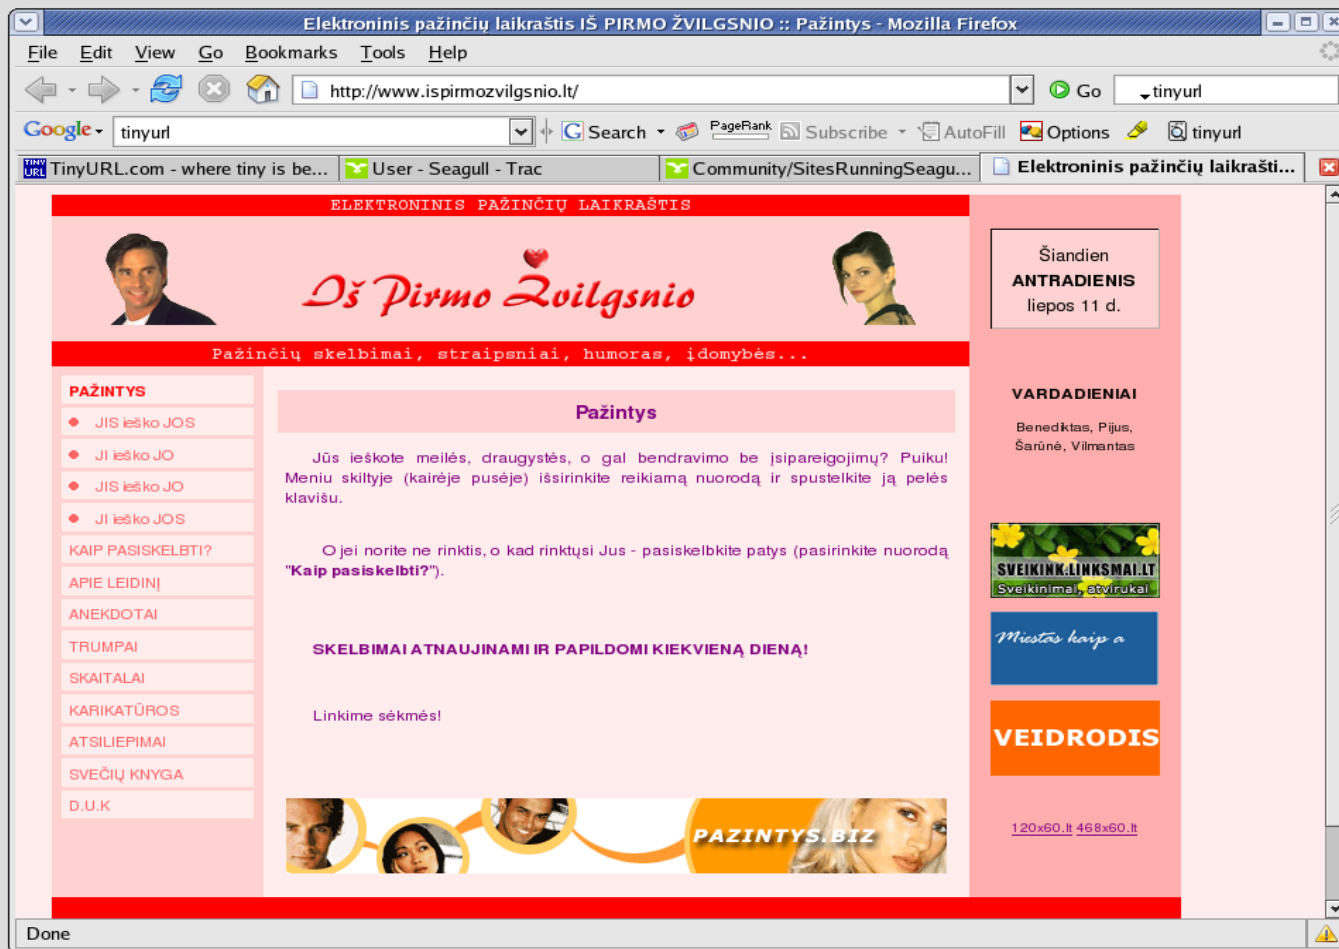 Elektroninis pažinčių laikraštis IŠ PIRMO ŽVILGSNIO :: Pažintys - Mozilla Firefox
File Edit View Go Bookmarks Tools Help
http://www.ispirmozvilgsnio.lt/ Go tinyurl
Google tinyurl Search PageRank Subscribe AutoFill Options tinyurl
TINY URL TinyURL.com - where tiny is be... User - Seagull - Trac Community/SitesRunningSeagu... Elektroninis pažinčių laikrašti...
ELEKTRONINIS PAŽINČIŲ LAIKRAŠTIS
Iš Pirmo Žvilgsnio
Pažinčių skelbimai, straipsniai, humoras, įdomybės...
PAŽINTYS
JIS ieško JOS
JI ieško JO
JIS ieško JO
JI ieško JOS
KAIP PASISKELBTI?
APIE LEIDINĮ
ANEKDOTAI
TRUMPAI
SKAITALAI
KARIKATŪROS
ATSILIEPIMAI
SVEČIŲ KNYGA
D.U.K
Pažintys
Jūs ieškote meilės, draugystės, o gal bendravimo be įsipareigojimų? Puiku!
Meniu skiltyje (kairėje pusėje) išsirinkite reikiamą nuorodą ir spustelkite ją pelės
klavišu.
O jei norite ne rinktis, o kad rinktųsi Jus - pasiskelbkite patys (pasirinkite nuorodą
"Kaip pasiskelbti?").
SKELBIMAI ATNAUJINAMI IR PAPILDOMI KIEKVIENĄ DIENĄ!
Linkime sėkmės!
PAZINTYS.BIZ
Šiandien
ANTRADIENIS
liepos 11 d.
VARDADIENIAI
Benediktas, Pijus,
Šarūnė, Vilmantas
SVEIKINK.LINKSMAI.LT
Sveikinimai, atvirukai
Miestas kaip a
VEIDRODIS
120x60.lt 468x60.lt
Done